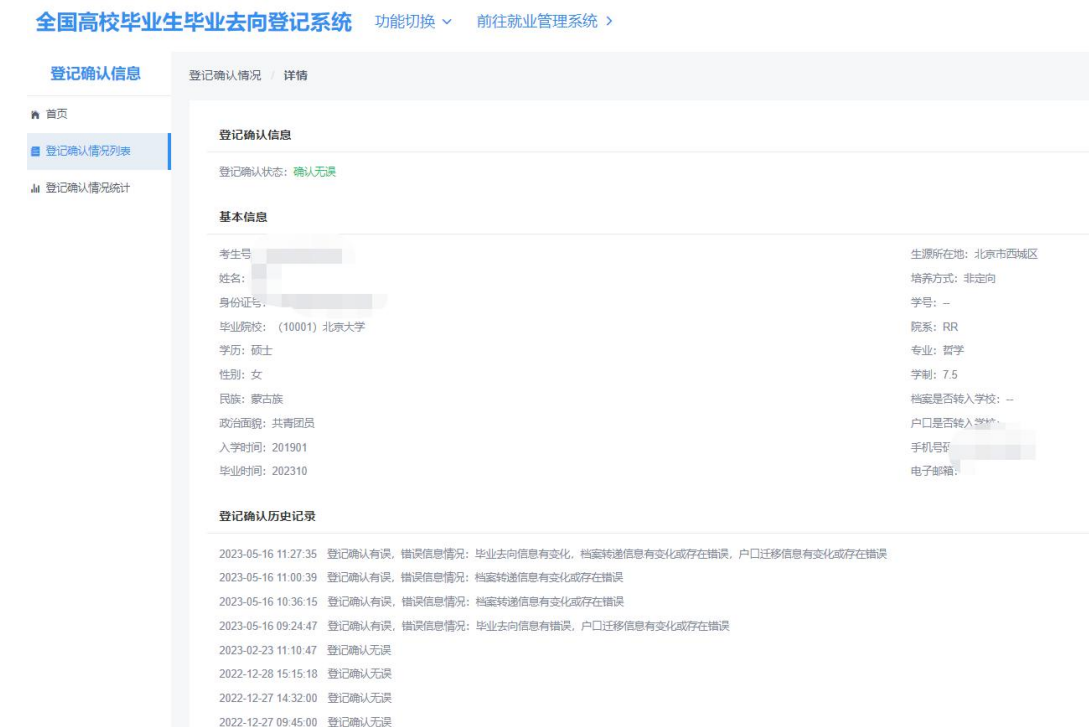 全国高校毕业生毕业去向登记系统 功能切换 前往就业管理系统
登记确认信息
登记确认情况 / 详情
首页
登记确认情况列表
登记确认情况统计
登记确认信息
登记确认状态：确认无误
基本信息
考生号
生源所在地：北京市西城区
姓名：
培养方式：非定向
身份证号：
学号：--
毕业院校：（10001）北京大学
院系：RR
学历：硕士
专业：哲学
性别：女
学制：7.5
民族：蒙古族
档案是否转入学校：--
政治面貌：共青团员
户口是否转入学校：
入学时间：201901
手机号码
毕业时间：202310
电子邮箱：
登记确认历史记录
2023-05-16 11:27:35 登记确认有误，错误信息情况：毕业去向信息有变化，档案转递信息有变化或存在错误，户口迁移信息有变化或存在错误
2023-05-16 11:00:39 登记确认有误，错误信息情况：档案转递信息有变化或存在错误
2023-05-16 10:36:15 登记确认有误，错误信息情况：档案转递信息有变化或存在错误
2023-05-16 09:24:47 登记确认有误，错误信息情况：毕业去向信息有错误，户口迁移信息有变化或存在错误
2023-02-23 11:10:47 登记确认无误
2022-12-28 15:15:18 登记确认无误
2022-12-27 14:32:00 登记确认无误
2022-12-27 09:45:00 登记确认无误